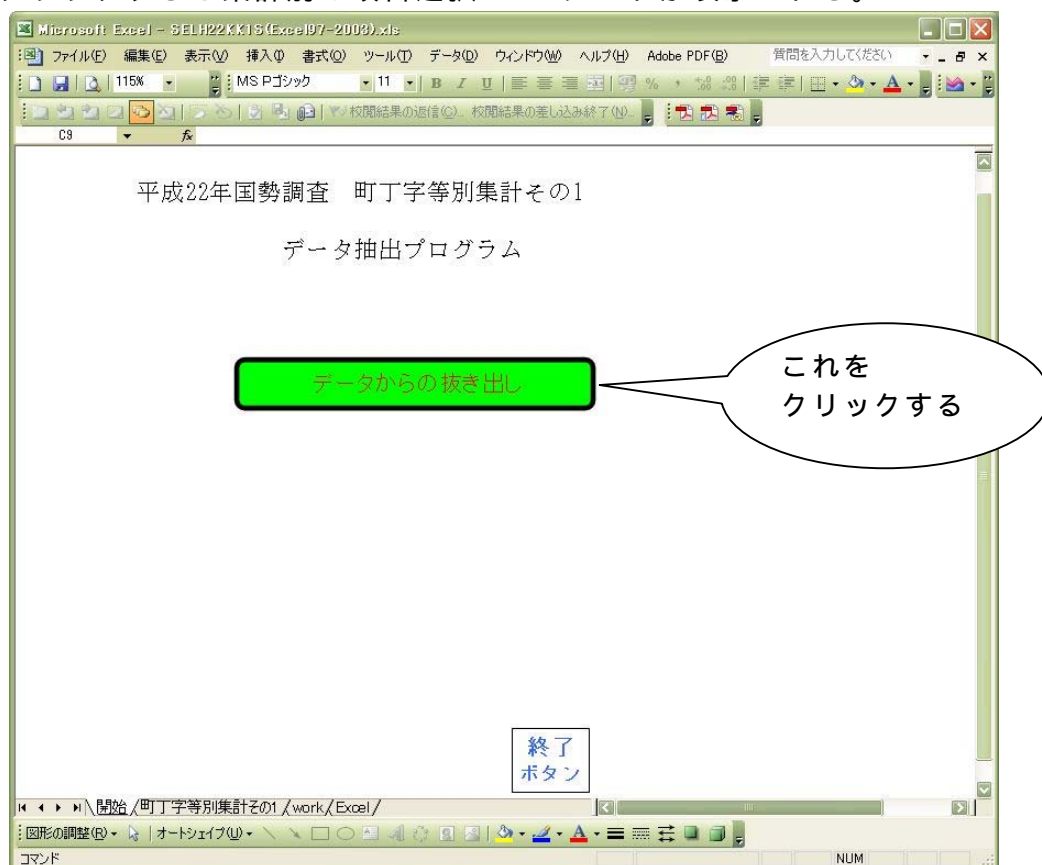 Microsoft Excel - SELH22KK1S(Excel97-2003).xls
ファイル(F) 編集(E) 表示(V) 挿入(I) 書式(O) ツール(T) データ(D) ウィンドウ(W) ヘルプ(H) Adobe PDF(B) 質問を入力してください
115% MS Pゴシック 11 B I U
校閲結果の返信(C)... 校閲結果の差し込み終了(N)...
C9 fx
平成22年国勢調査 町丁字等別集計その1
データ抽出プログラム
データからの抜き出し
これを
クリックする
終了
ボタン
開始 / 町丁字等別集計その1 / work / Excel /
図形の調整(R) オートシェイプ(U)
コマンド NUM